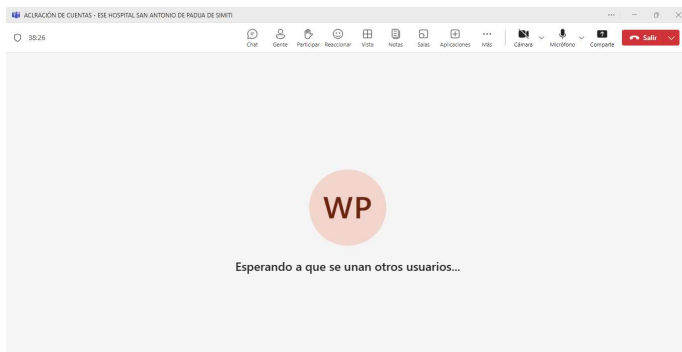 ACLRACIÓN DE CUENTAS - ESE HOSPITAL SAN ANTONIO DE PADUA DE SIMITI
38:26
Chat Gente Participar Reaccionar Vista Notas Salas Aplicaciones Más Cámara Micrófono Comparte Salir
WP
Esperando a que se unan otros usuarios...